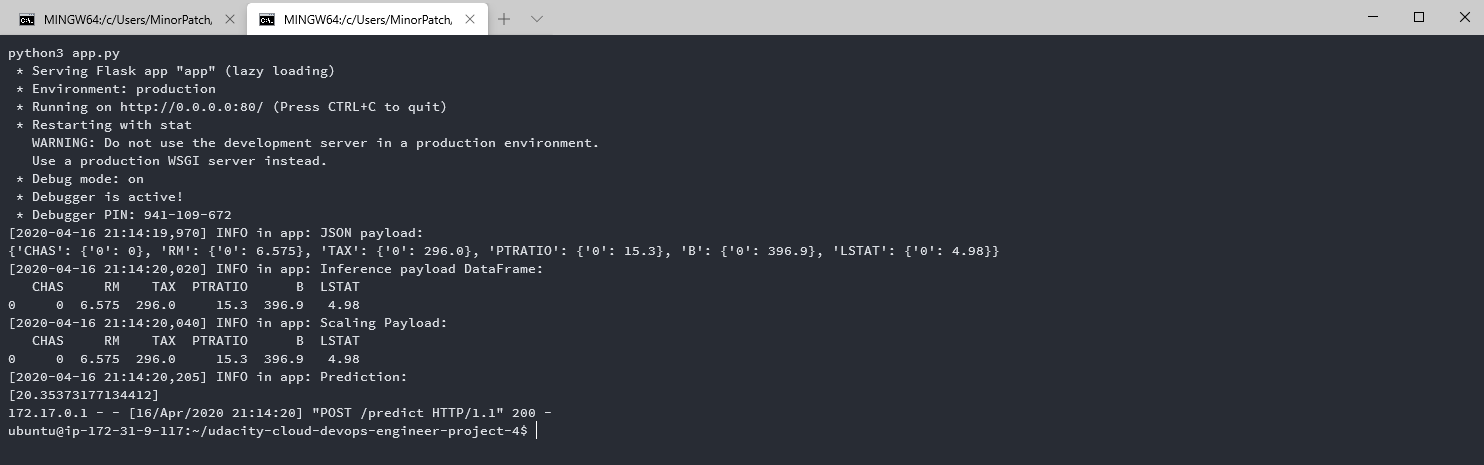 MINGW64:/c/Users/MinorPatch, MINGW64:/c/Users/MinorPatch,
python3 app.py
 * Serving Flask app "app" (lazy loading)
 * Environment: production
 * Running on http://0.0.0.0:80/ (Press CTRL+C to quit)
 * Restarting with stat
   WARNING: Do not use the development server in a production environment.
   Use a production WSGI server instead.
 * Debug mode: on
 * Debugger is active!
 * Debugger PIN: 941-109-672
[2020-04-16 21:14:19,970] INFO in app: JSON payload:
{'CHAS': {'0': 0}, 'RM': {'0': 6.575}, 'TAX': {'0': 296.0}, 'PTRATIO': {'0': 15.3}, 'B': {'0': 396.9}, 'LSTAT': {'0': 4.98}}
[2020-04-16 21:14:20,020] INFO in app: Inference payload DataFrame:
   CHAS     RM    TAX  PTRATIO      B  LSTAT
0     0  6.575  296.0     15.3  396.9   4.98
[2020-04-16 21:14:20,040] INFO in app: Scaling Payload:
   CHAS     RM    TAX  PTRATIO      B  LSTAT
0     0  6.575  296.0     15.3  396.9   4.98
[2020-04-16 21:14:20,205] INFO in app: Prediction:
[20.35373177134412]
172.17.0.1 - - [16/Apr/2020 21:14:20] "POST /predict HTTP/1.1" 200 -
ubuntu@ip-172-31-9-117:~/udacity-cloud-devops-engineer-project-4$